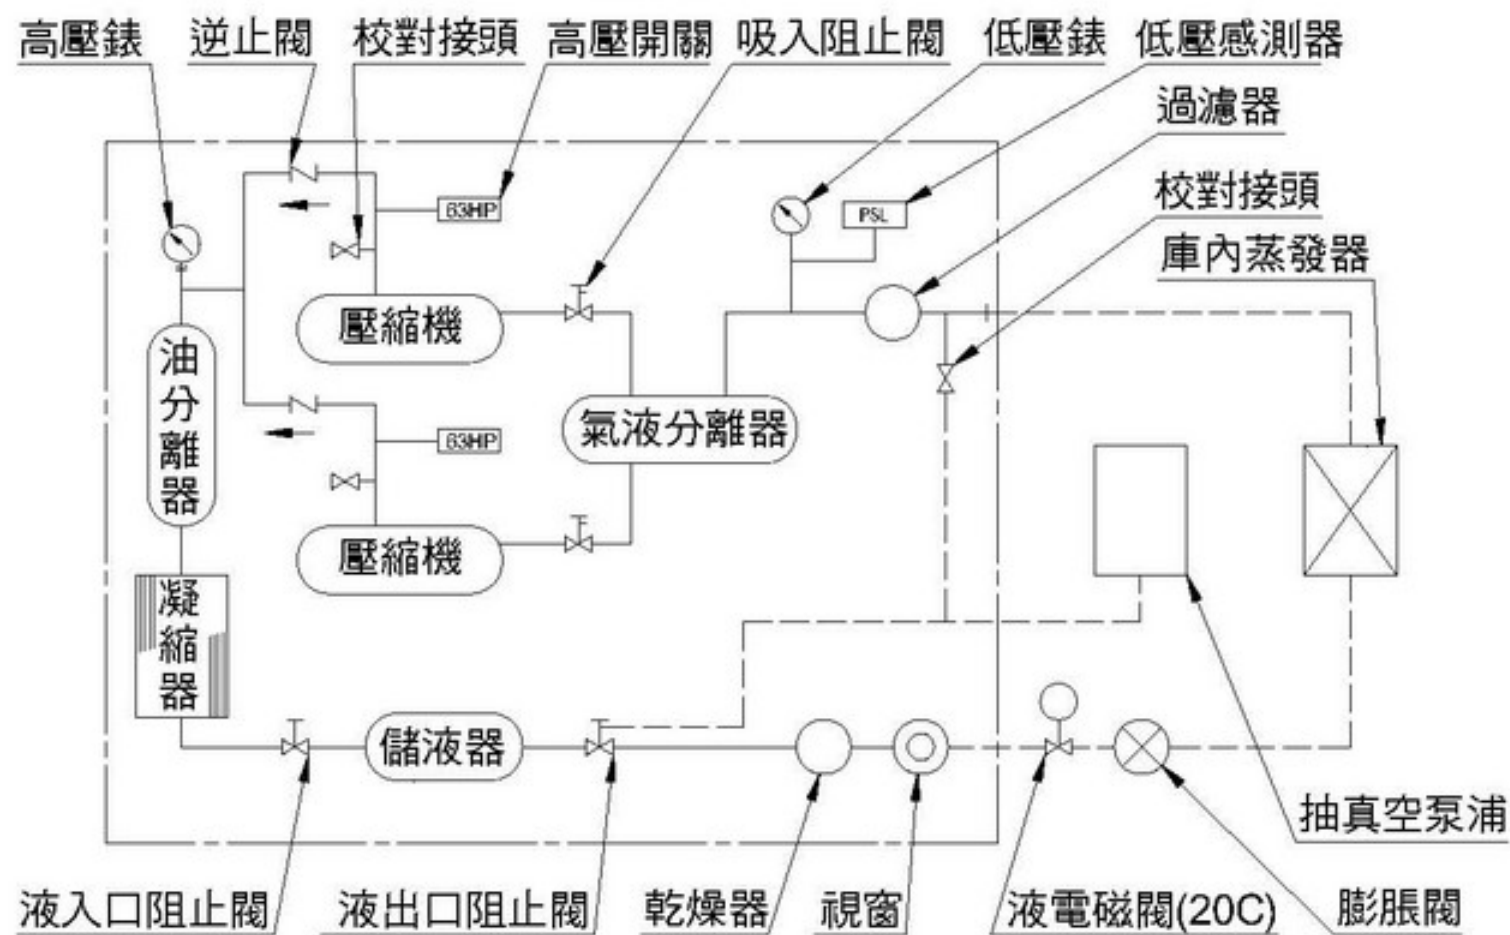 高壓錶 逆止閥 校對接頭 高壓開關 吸入阻止閥 低壓錶 低壓感測器
過濾器
校對接頭
庫內蒸發器
63HP
PSL
壓縮機
油分離器
氣液分離器
63HP
壓縮機
凝縮器
儲液器
抽真空泵浦
液入口阻止閥 液出口阻止閥 乾燥器 視窗 液電磁閥(20C) 膨脹閥